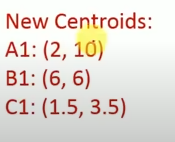 New Centroids:
A1: (2, 10)
B1: (6, 6)
C1: (1.5, 3.5)